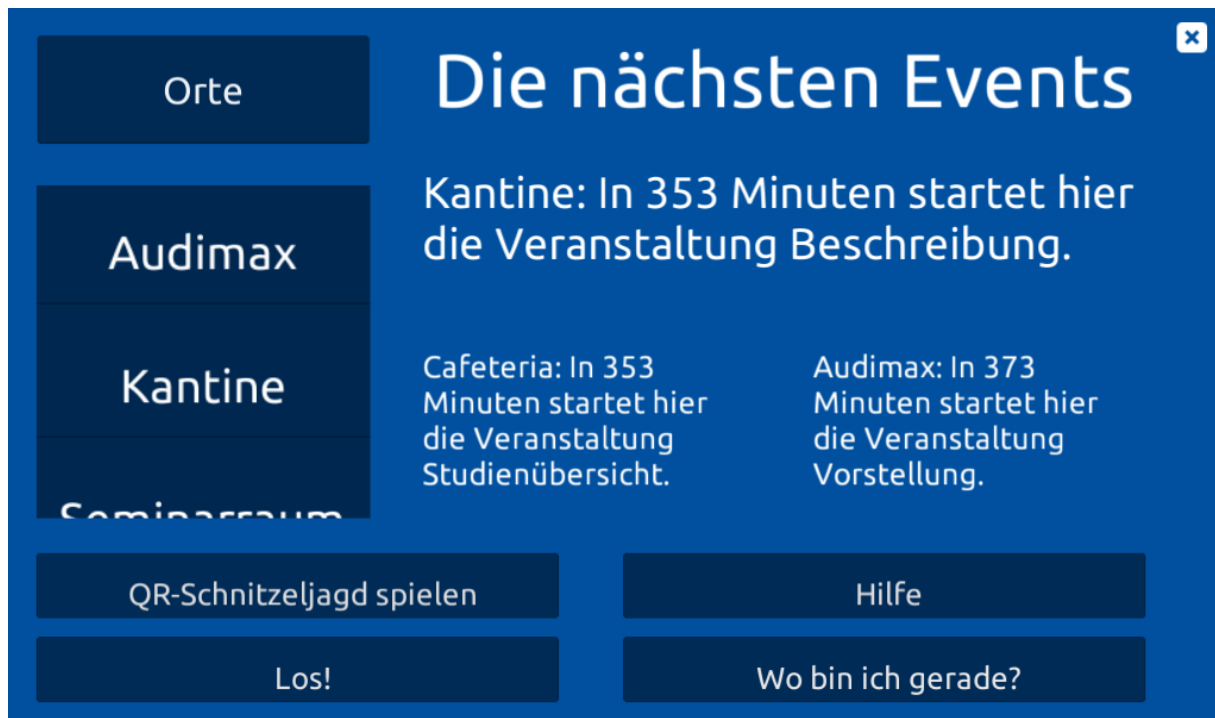 Orte
Audimax
Kantine
Seminarraum
Die nächsten Events
Kantine: In 353 Minuten startet hier
die Veranstaltung Beschreibung.
Cafeteria: In 353
Minuten startet hier
die Veranstaltung
Studienübersicht.
Audimax: In 373
Minuten startet hier
die Veranstaltung
Vorstellung.
QR-Schnitzeljagd spielen
Hilfe
Los!
Wo bin ich gerade?